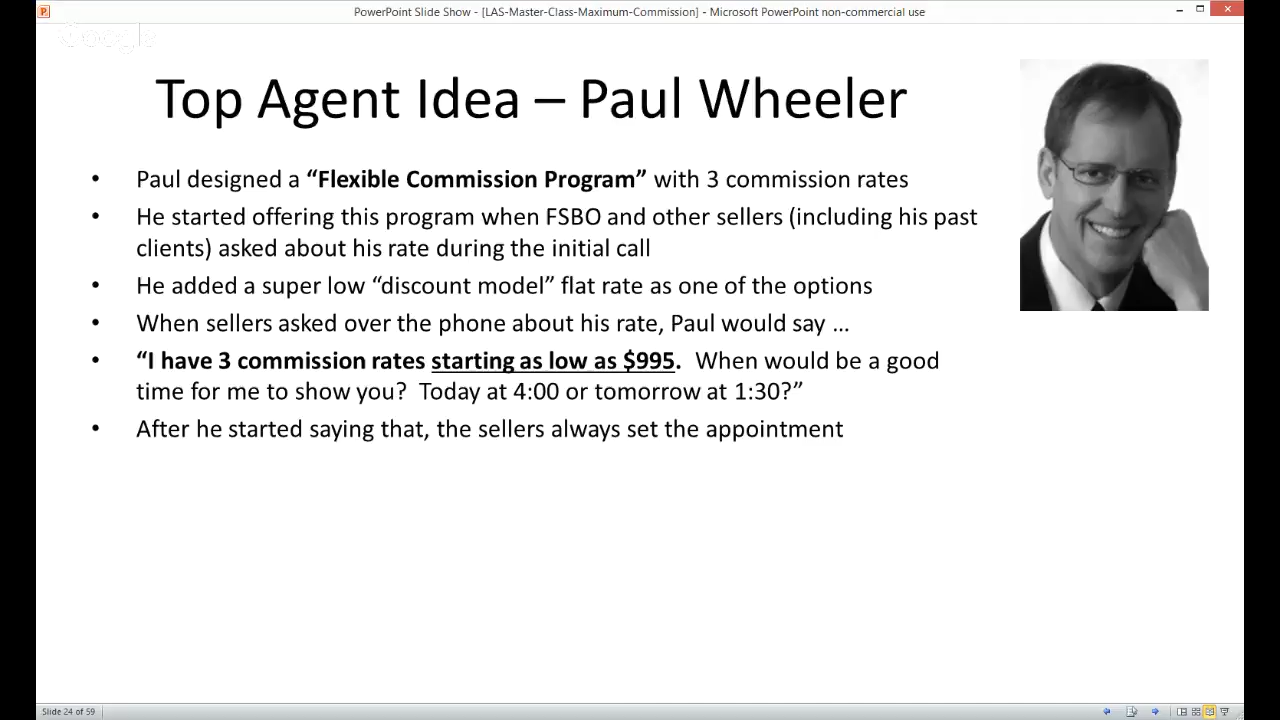 PowerPoint Slide Show - [LAS-Master-Class-Maximum-Commission] - Microsoft PowerPoint non-commercial use
Google
Top Agent Idea – Paul Wheeler
• Paul designed a “Flexible Commission Program” with 3 commission rates
• He started offering this program when FSBO and other sellers (including his past
clients) asked about his rate during the initial call
• He added a super low “discount model” flat rate as one of the options
• When sellers asked over the phone about his rate, Paul would say …
• “I have 3 commission rates starting as low as $995. When would be a good
time for me to show you? Today at 4:00 or tomorrow at 1:30?”
• After he started saying that, the sellers always set the appointment
Slide 24 of 59